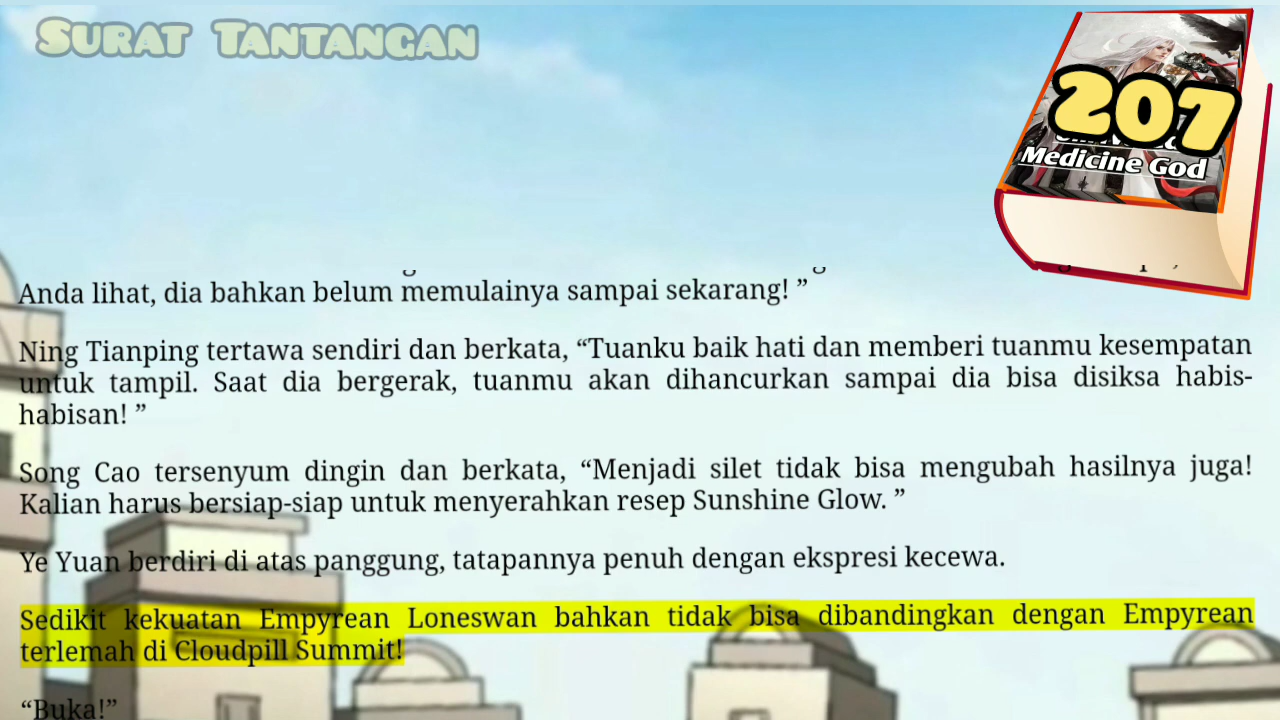 Surat Tantangan
207
Medicine God
Anda lihat, dia bahkan belum memulainya sampai sekarang! ”
Ning Tianping tertawa sendiri dan berkata, “Tuanku baik hati dan memberi tuanmu kesempatan
untuk tampil. Saat dia bergerak, tuanmu akan dihancurkan sampai dia bisa disiksa habis-
habisan! ”
Song Cao tersenyum dingin dan berkata, “Menjadi silet tidak bisa mengubah hasilnya juga!
Kalian harus bersiap-siap untuk menyerahkan resep Sunshine Glow. ”
Ye Yuan berdiri di atas panggung, tatapannya penuh dengan ekspresi kecewa.
Sedikit kekuatan Empyrean Loneswan bahkan tidak bisa dibandingkan dengan Empyrean
terlemah di Cloudpill Summit!
“Buka!”